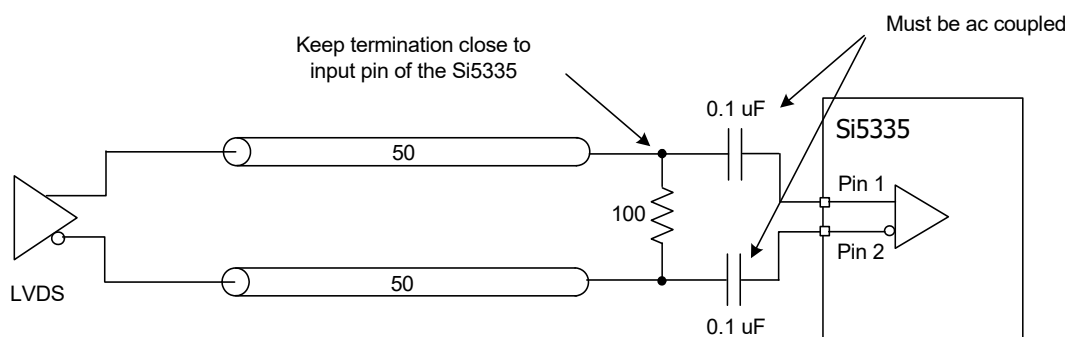 Must be ac coupled
Keep termination close to
input pin of the Si5335
0.1 uF
Si5335
50
Pin 1
100
Pin 2
LVDS
50
0.1 uF